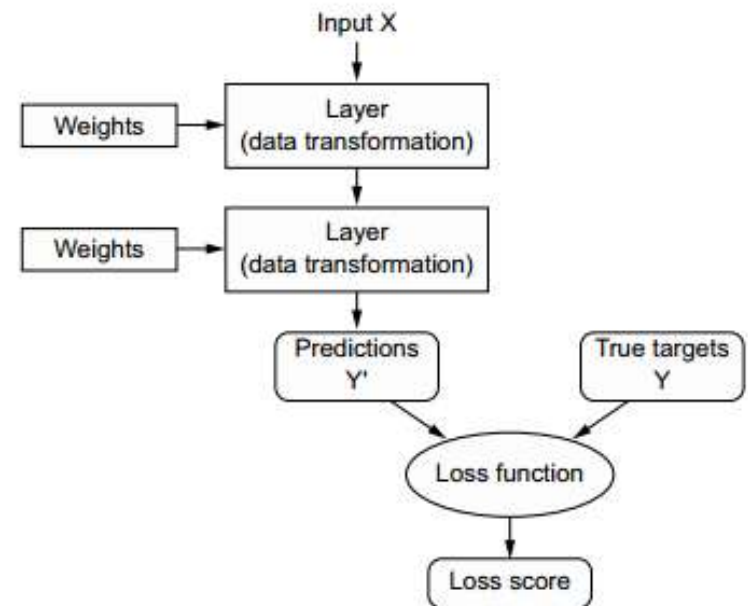 Input X
Weights
Layer
(data transformation)
Weights
Layer
(data transformation)
Predictions
Y'
True targets
Y
Loss function
Loss score